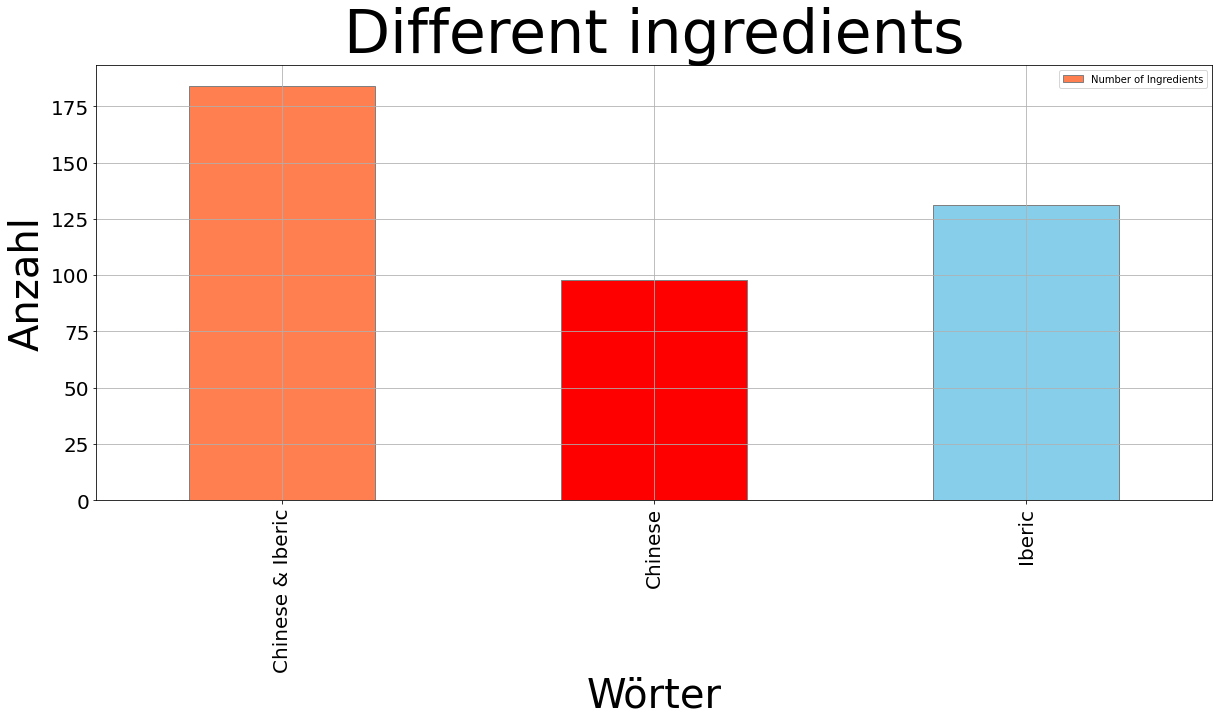 Different ingredients
Number of Ingredients
Anzahl
175
150
125
100
75
50
25
0
Chinese & Iberic
Chinese
Iberic
Wörter